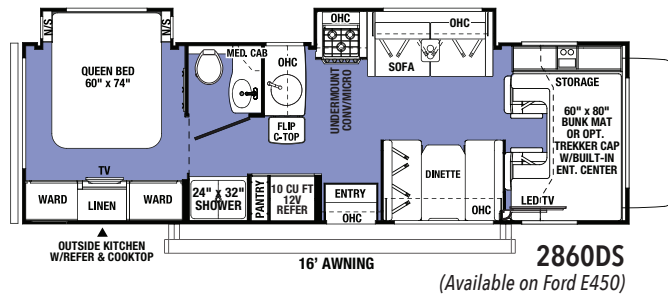 N/S
N/S
QUEEN BED
60" x 74"
MED. CAB
OHC
FLIP
C-TOP
OHC
UNDERMOUNT
CONV/MICRO
OHC
SOFA
STORAGE
60" x 80"
BUNK MAT
OR OPT.
TREKKER CAP
W/BUILT-IN
ENT. CENTER
LED TV
TV
WARD
LINEN
WARD
24" x 32"
SHOWER
PANTRY
10 CU FT
12V
REFER
ENTRY
OHC
DINETTE
OHC
OUTSIDE KITCHEN
W/REFER & COOKTOP
16' AWNING
2860DS
(Available on Ford E450)